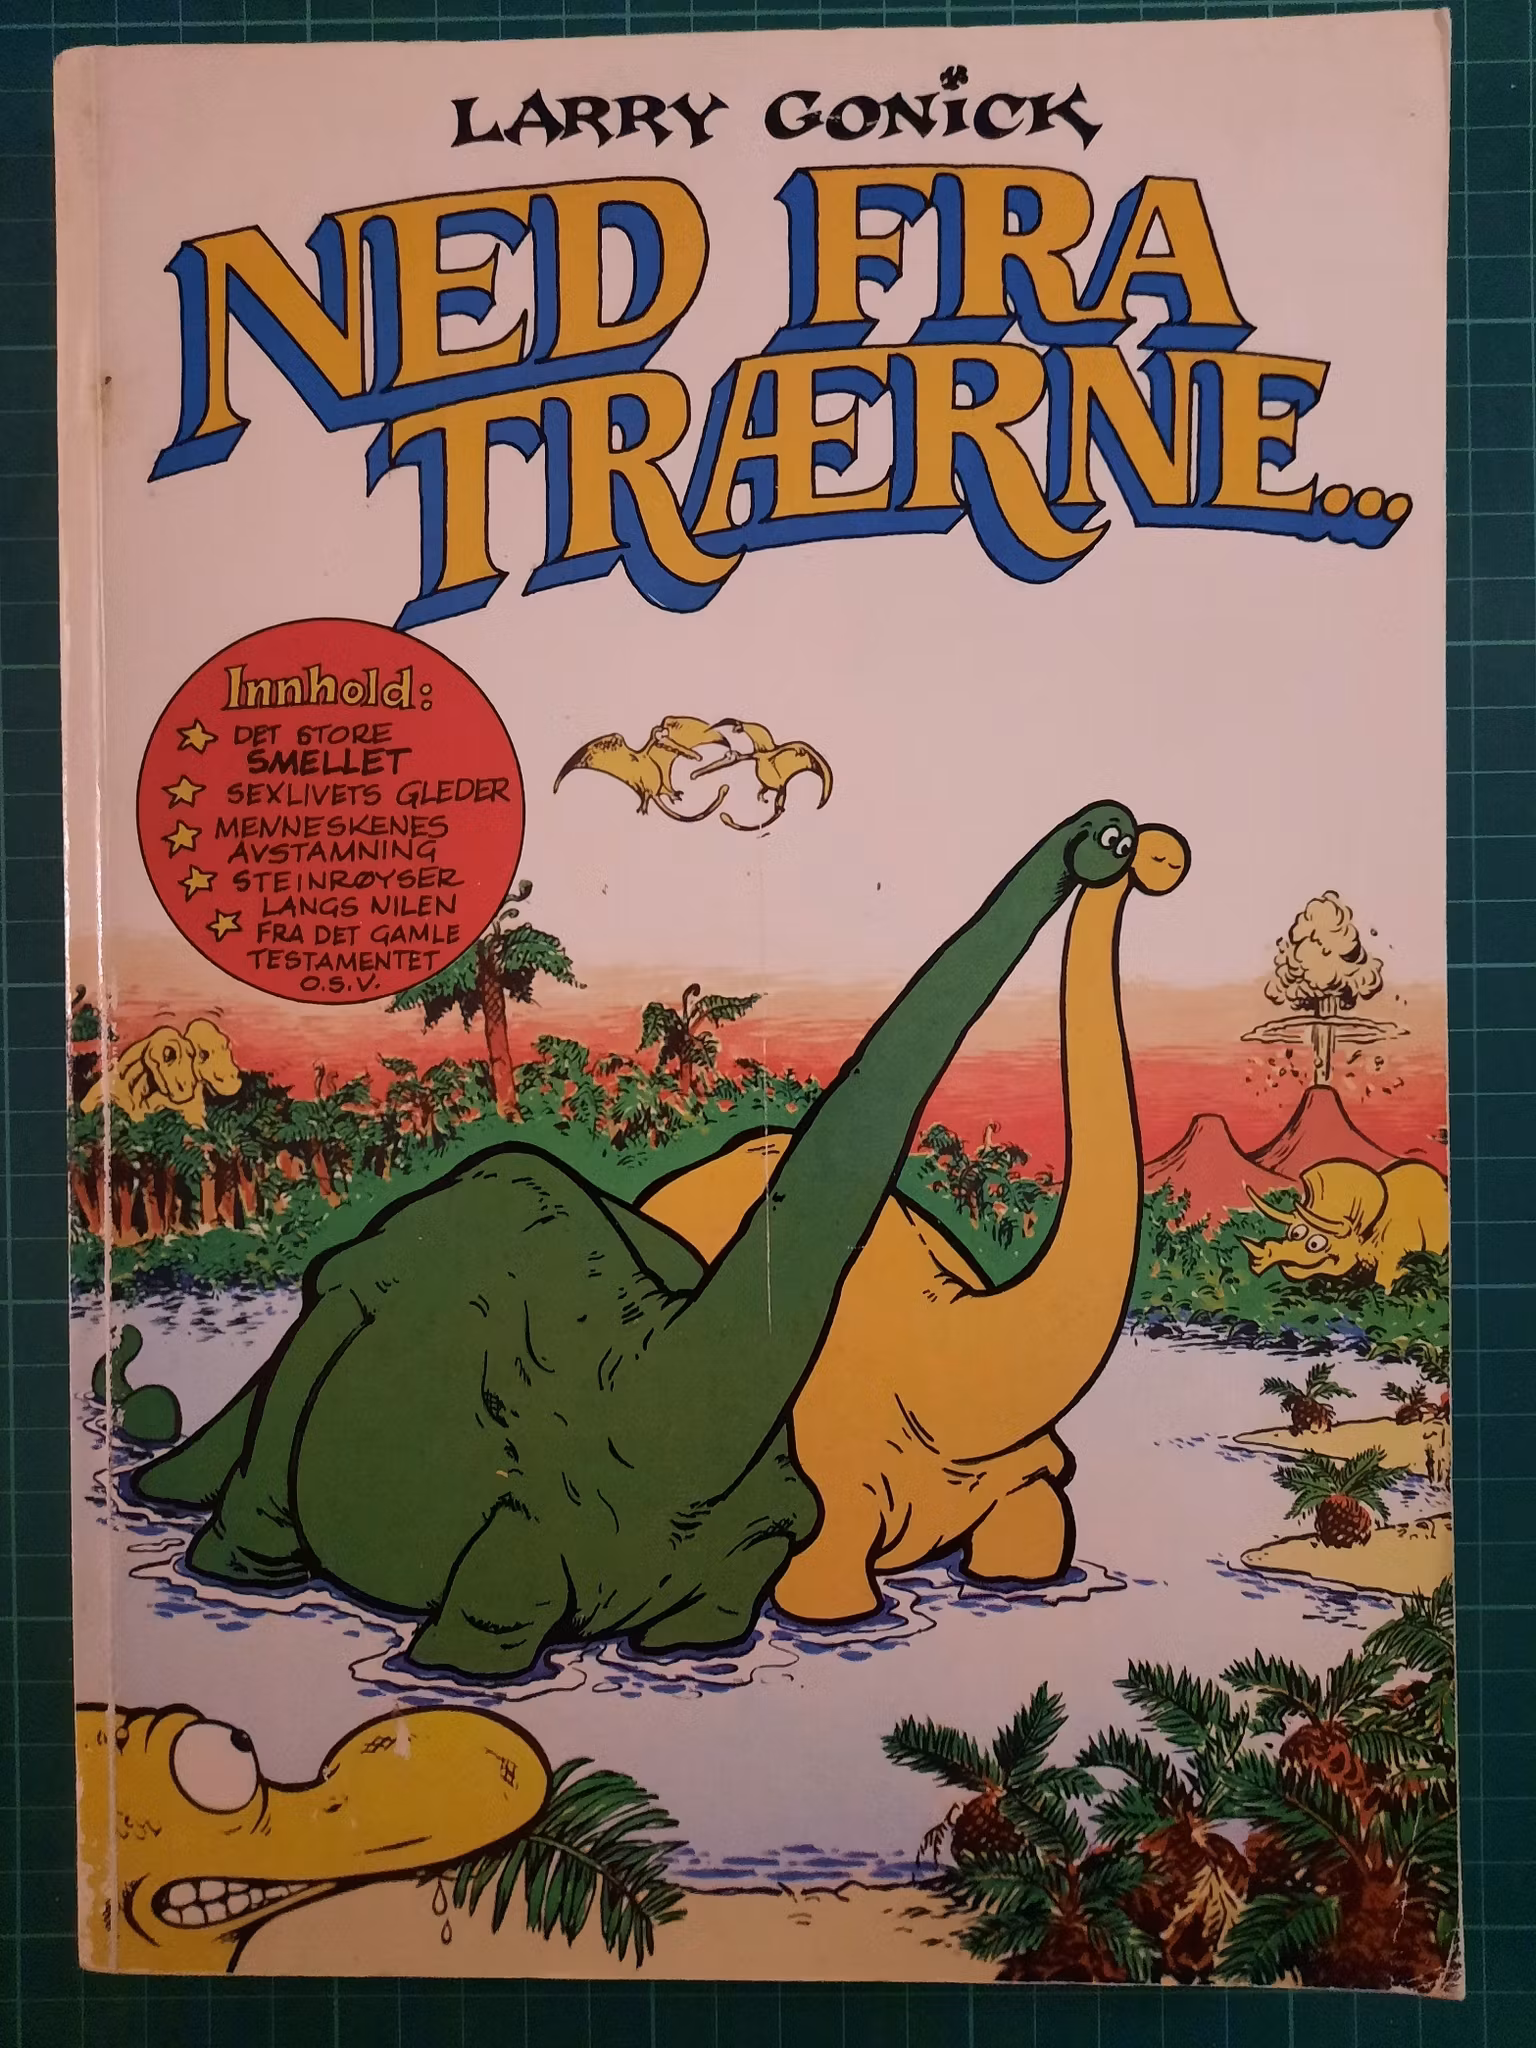 LARRY GONICK
NED FRA
TRÆRNE...
Innhold:
DET STORE
SMELLET
SEXLIVETS GLEDER
MENNESKENES
AVSTAMNING
STEINRØYSER
LANGS NILEN
FRA DET GAMLE
TESTAMENTET
O.S.V.